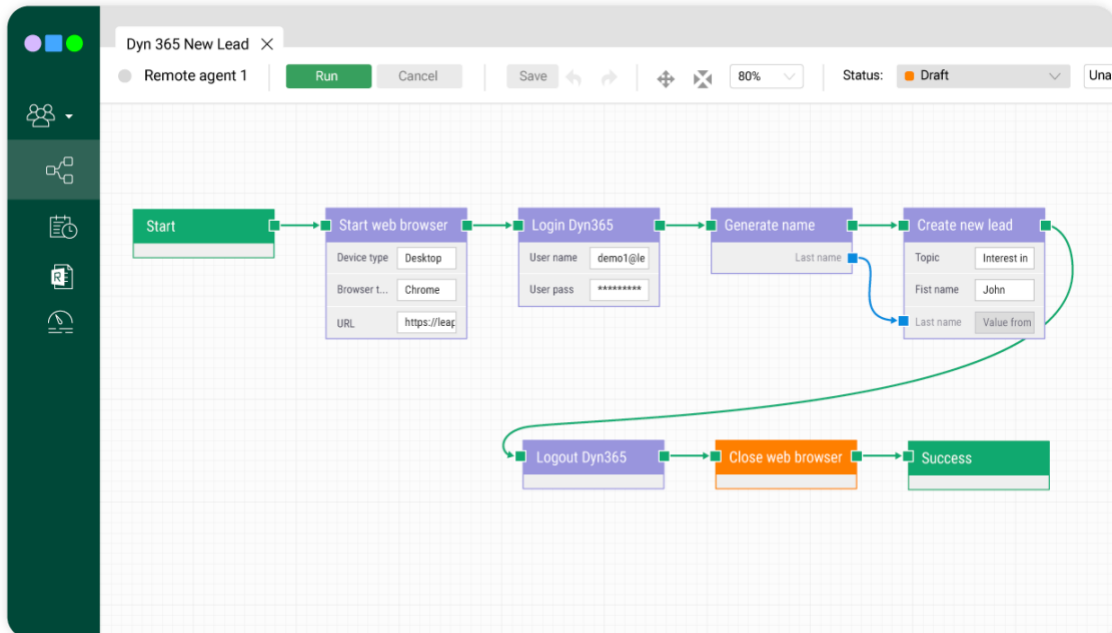 Dyn 365 New Lead
Remote agent 1 Run Cancel Save 80% Status: Draft Una
Start
Start web browser
Device type Desktop
Browser t... Chrome
URL https://leap
Login Dyn365
User name demo1@le
User pass *********
Generate name
Last name
Create new lead
Topic Interest in
Fist name John
Last name Value from
Logout Dyn365
Close web browser
Success